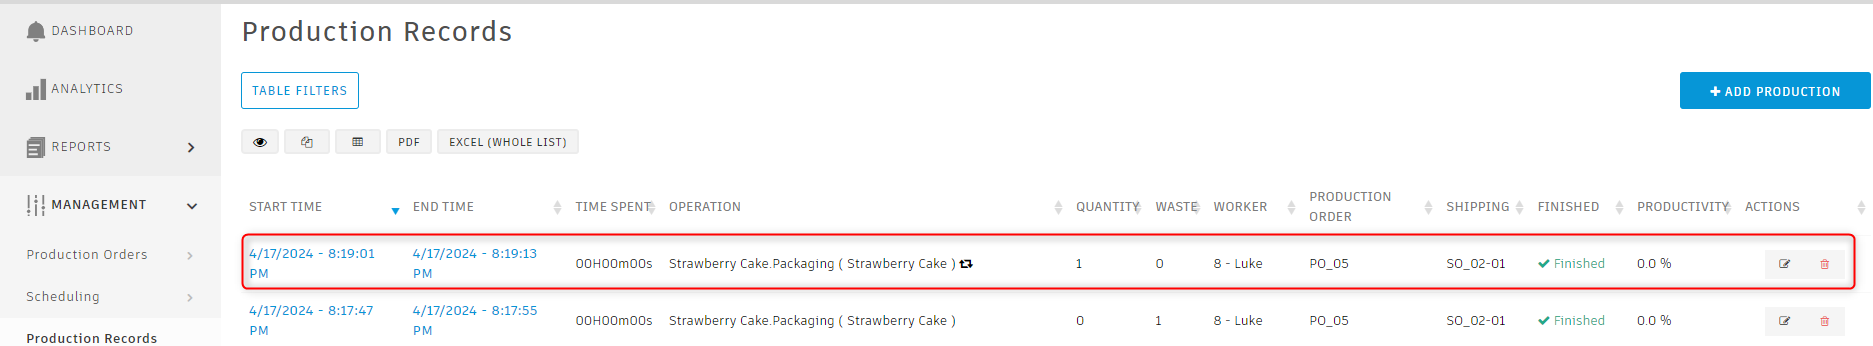 Production Records
DASHBOARD
ANALYTICS
REPORTS
MANAGEMENT
Production Orders
Scheduling
Production Records
TABLE FILTERS
ADD PRODUCTION
PDF
EXCEL (WHOLE LIST)
START TIME END TIME TIME SPENT OPERATION QUANTITY WASTE WORKER PRODUCTION ORDER SHIPPING FINISHED PRODUCTIVITY ACTIONS
4/17/2024 - 8:19:01 PM 4/17/2024 - 8:19:13 PM 00H00m00s Strawberry Cake.Packaging ( Strawberry Cake ) 1 0 8 - Luke PO_05 SO_02-01 Finished 0.0 %
4/17/2024 - 8:17:47 PM 4/17/2024 - 8:17:55 PM 00H00m00s Strawberry Cake.Packaging ( Strawberry Cake ) 0 1 8 - Luke PO_05 SO_02-01 Finished 0.0 %